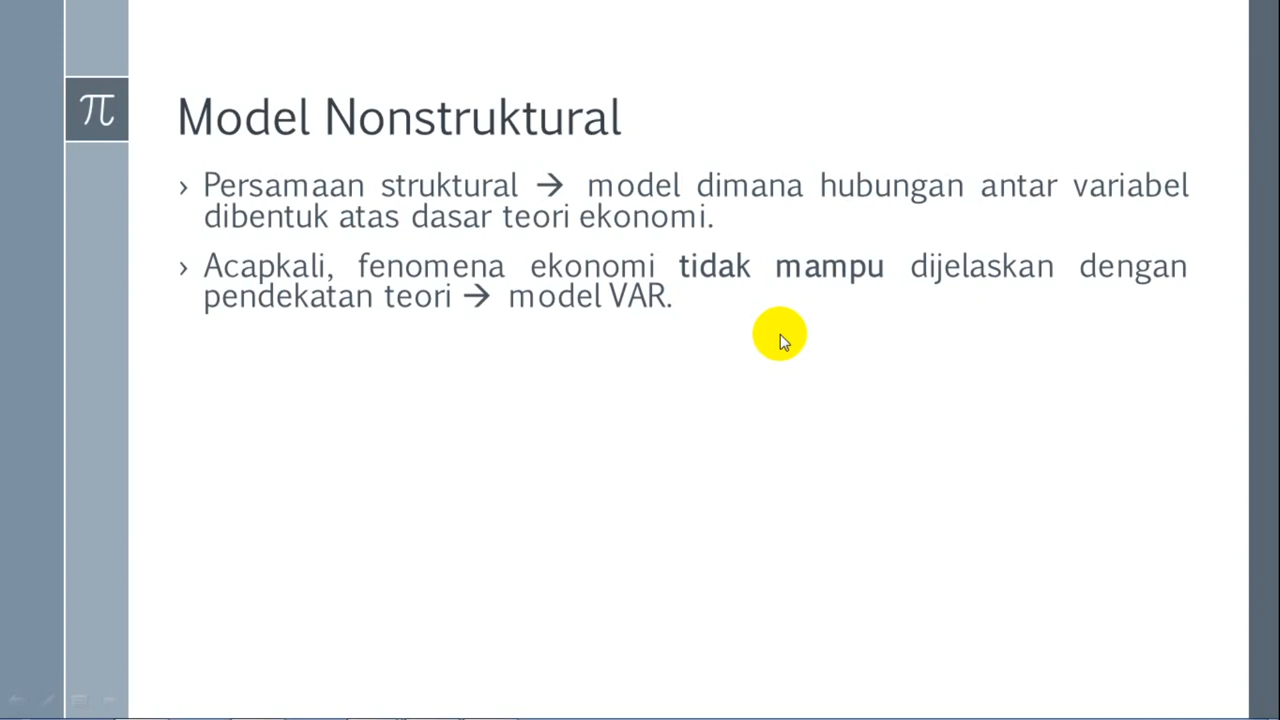 π
Model Nonstruktural
› Persamaan struktural → model dimana hubungan antar variabel
dibentuk atas dasar teori ekonomi.
› Acapkali, fenomena ekonomi tidak mampu dijelaskan dengan
pendekatan teori → model VAR.